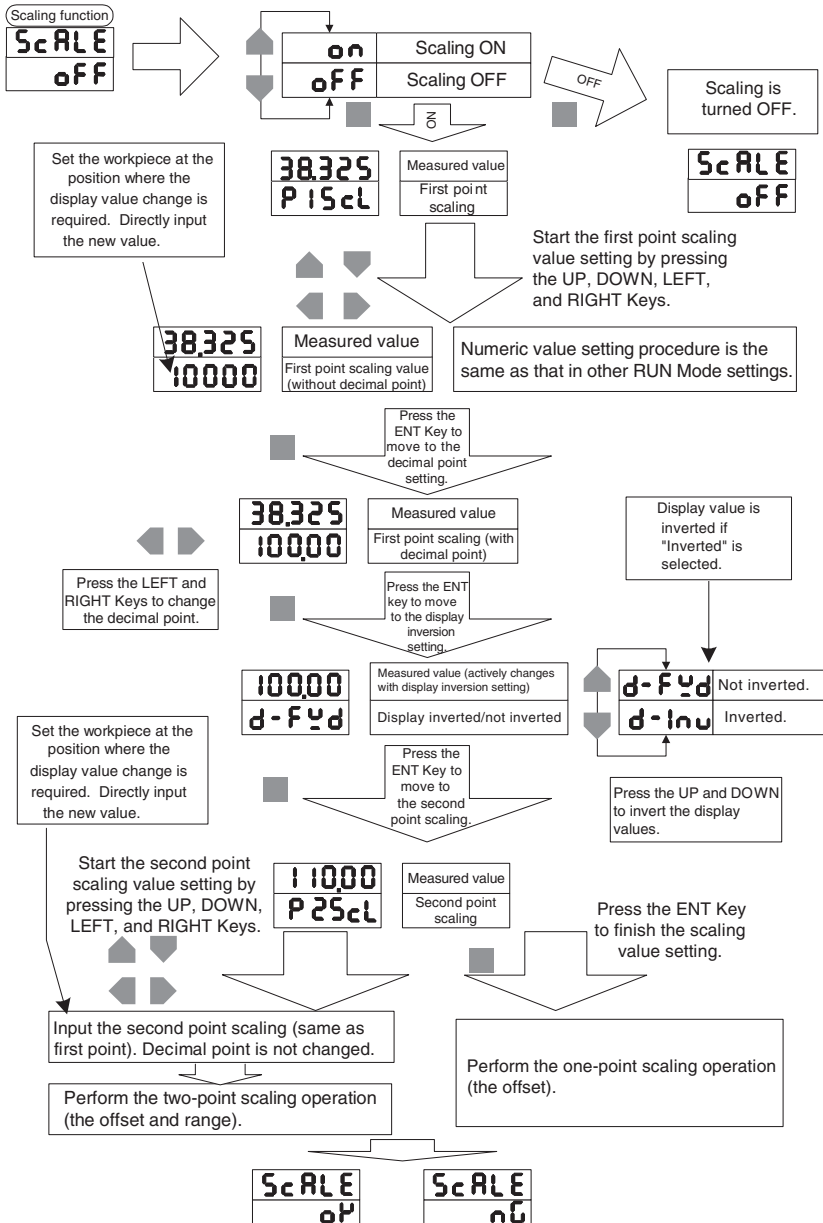 Scaling function
ScALE
oFF
on
Scaling ON
oFF
Scaling OFF
OFF
Scaling is
turned OFF.
ScALE
oFF
NO
Set the workpiece at the
position where the
display value change is
required. Directly input
the new value.
38.325
Measured value
P1ScL
First point
scaling
Start the first point scaling
value setting by pressing
the UP, DOWN, LEFT,
and RIGHT Keys.
38.325
Measured value
10000
First point scaling value
(without decimal point)
Numeric value setting procedure is the
same as that in other RUN Mode settings.
Press the
ENT Key to
move to the
decimal point
setting.
38.325
Measured value
100.00
First point scaling (with
decimal point)
Press the LEFT and
RIGHT Keys to change
the decimal point.
Display value is
inverted if
"Inverted" is
selected.
Press the ENT
key to move
to the display
inversion
setting.
100.00
Measured value (actively changes
with display inversion setting)
d-Fwd
Display inverted/not inverted
d-Fwd
Not inverted.
d-Inv
Inverted.
Press the UP and DOWN
to invert the display
values.
Set the workpiece at the
position where the
display value change is
required. Directly input
the new value.
Press the
ENT Key to
move to
the second
point scaling.
Start the second point
scaling value setting by
pressing the UP, DOWN,
LEFT, and RIGHT Keys.
110.00
Measured value
P2ScL
Second point
scaling
Press the ENT Key
to finish the scaling
value setting.
Input the second point scaling (same as
first point). Decimal point is not changed.
Perform the two-point scaling operation
(the offset and range).
Perform the one-point scaling operation
(the offset).
ScALE
oK
ScALE
nG